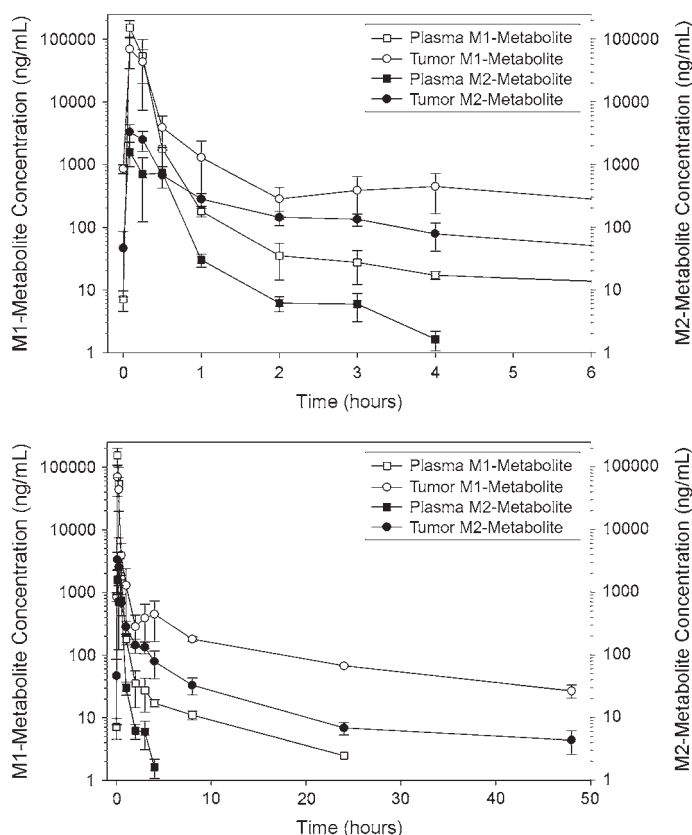 M1-Metabolite Concentration (ng/mL)
100000
10000
1000
100
10
1
Plasma M1-Metabolite
Tumor M1-Metabolite
Plasma M2-Metabolite
Tumor M2-Metabolite
100000
10000
1000
100
10
1
M2-Metabolite Concentration (ng/mL)
0 1 2 3 4 5 6
Time (hours)
M1-Metabolite Concentration (ng/mL)
100000
10000
1000
100
10
1
Plasma M1-Metabolite
Tumor M1-Metabolite
Plasma M2-Metabolite
Tumor M2-Metabolite
100000
10000
1000
100
10
1
M2-Metabolite Concentration (ng/mL)
0 10 20 30 40 50
Time (hours)